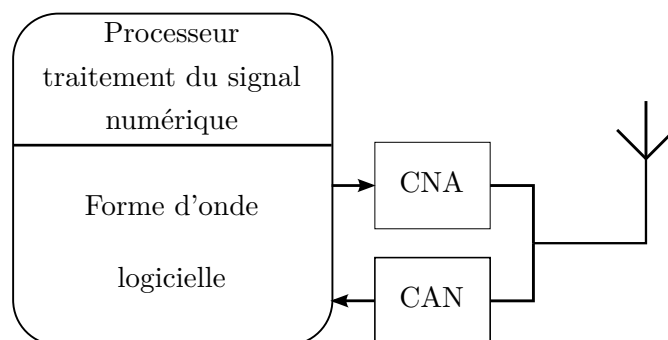 Processeur
traitement du signal
numérique
Forme d'onde
logicielle
CNA
CAN